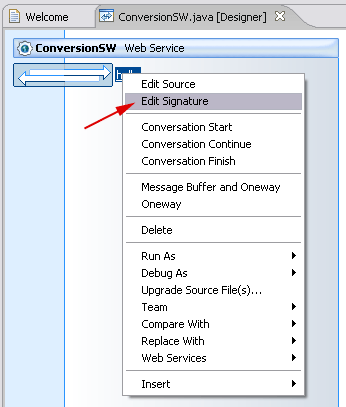 Welcome
ConversionSW.java [Designer]
ConversionSW Web Service
Edit Source
Edit Signature
Conversation Start
Conversation Continue
Conversation Finish
Message Buffer and Oneway
Oneway
Delete
Run As
Debug As
Upgrade Source File(s)...
Team
Compare With
Replace With
Web Services
Insert